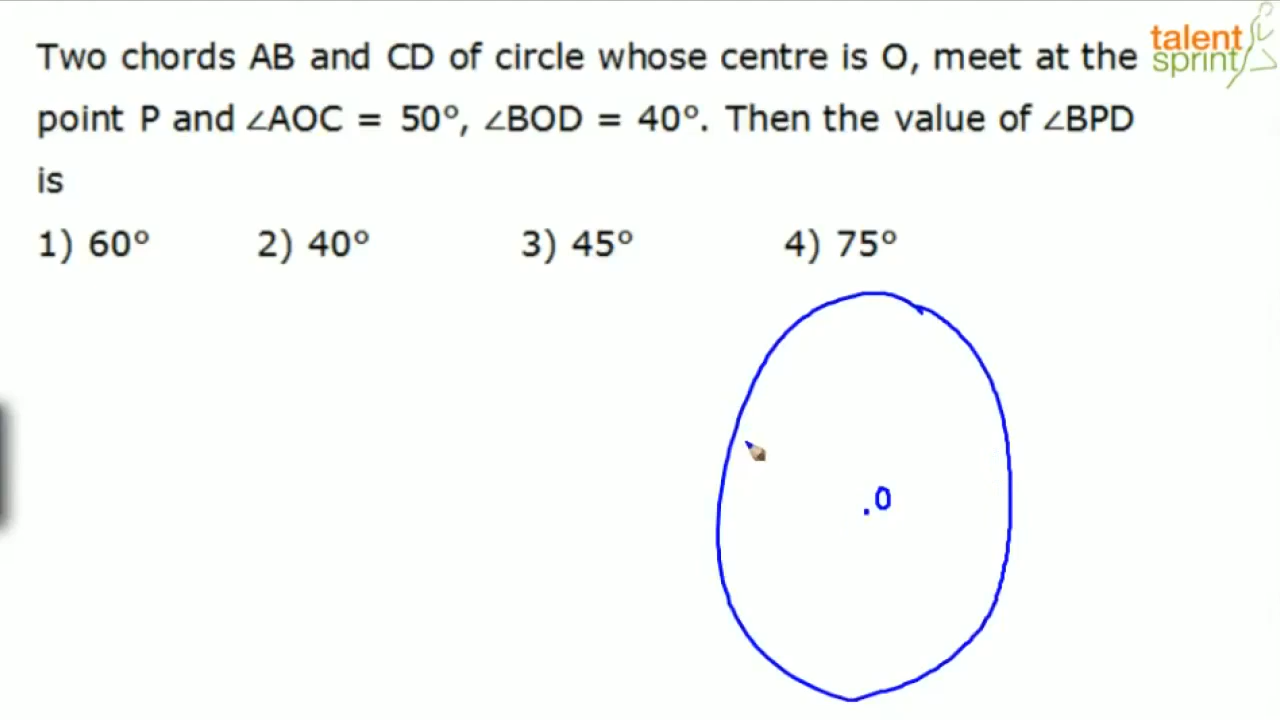 talent
sprint
Two chords AB and CD of circle whose centre is O, meet at the
point P and ∠AOC = 50°, ∠BOD = 40°. Then the value of ∠BPD
is
1) 60° 2) 40° 3) 45° 4) 75°
.O